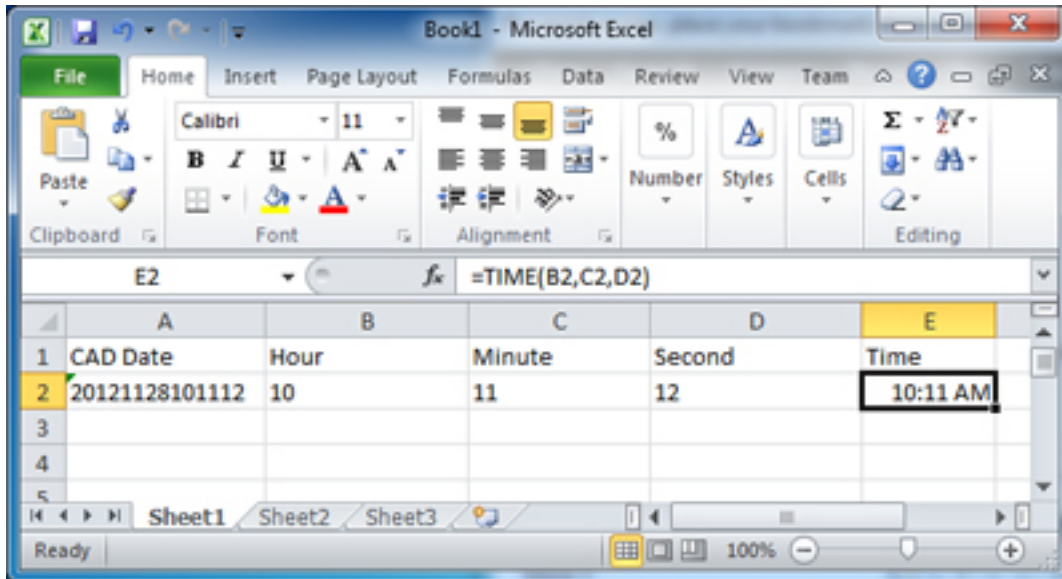 Book1 - Microsoft Excel
File Home Insert Page Layout Formulas Data Review View Team
Calibri 11
B I U A A A
Σ
%
A
Paste
Number Styles Cells
Clipboard Font Alignment Editing
E2 fx =TIME(B2,C2,D2)
A B C D E
1 CAD Date Hour Minute Second Time
2 20121128101112 10 11 12 10:11 AM
3
4
5
Sheet1 Sheet2 Sheet3
Ready 100%